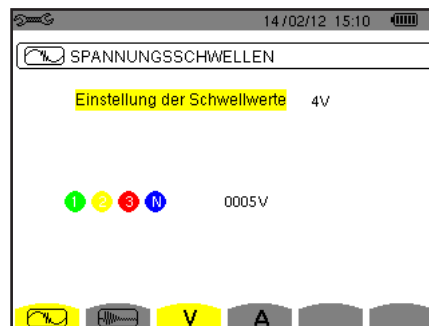 14/02/12 15:10
SPANNUNGSSCHWELLEN
Einstellung der Schwellwerte 4V
1 2 3 N 0005V
V A